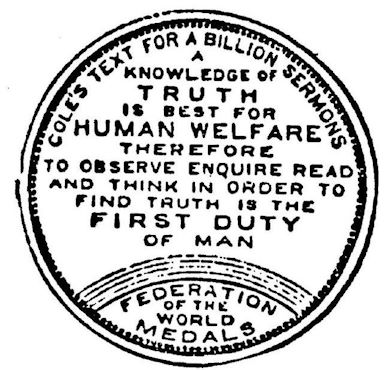 COLE'S TEXT FOR A BILLION SERMONS
A
KNOWLEDGE OF
TRUTH
IS BEST FOR
HUMAN WELFARE
THEREFORE
TO OBSERVE ENQUIRE READ
AND THINK IN ORDER TO
FIND TRUTH IS THE
FIRST DUTY
OF MAN
FEDERATION
OF THE
WORLD
MEDALS